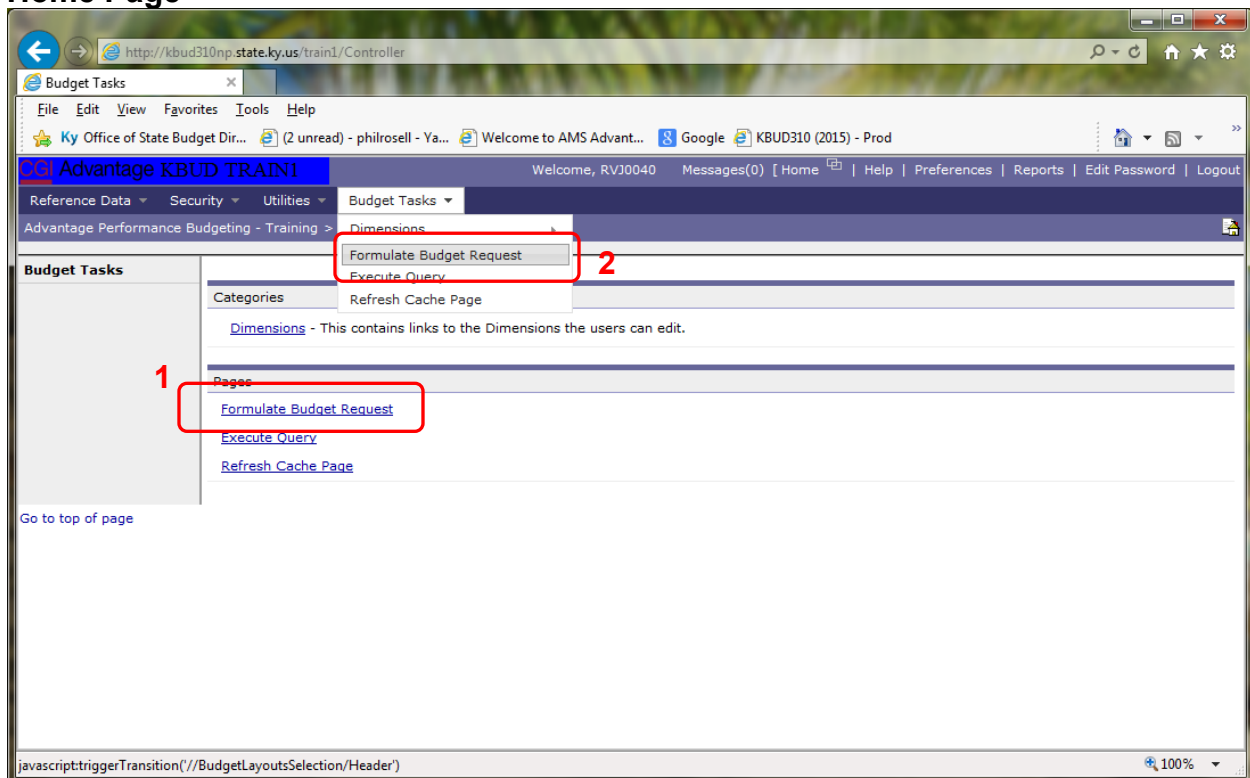 Home Page
http://kbud310np.state.ky.us/train1/Controller
Budget Tasks
File Edit View Favorites Tools Help
Ky Office of State Budget Dir... (2 unread) - philrosell - Ya... Welcome to AMS Advant... Google KBUD310 (2015) - Prod
CGI Advantage KBUD TRAIN1 Welcome, RVJ0040 Messages(0) [ Home | Help | Preferences | Reports | Edit Password | Logout
Reference Data Security Utilities Budget Tasks
Advantage Performance Budgeting - Training > Dimensions
Formulate Budget Request 2
Budget Tasks
Execute Query
Categories Refresh Cache Page
Dimensions - This contains links to the Dimensions the users can edit.
1 Pages
Formulate Budget Request
Execute Query
Refresh Cache Page
Go to top of page
javascript:triggerTransition('//BudgetLayoutsSelection/Header') 100%